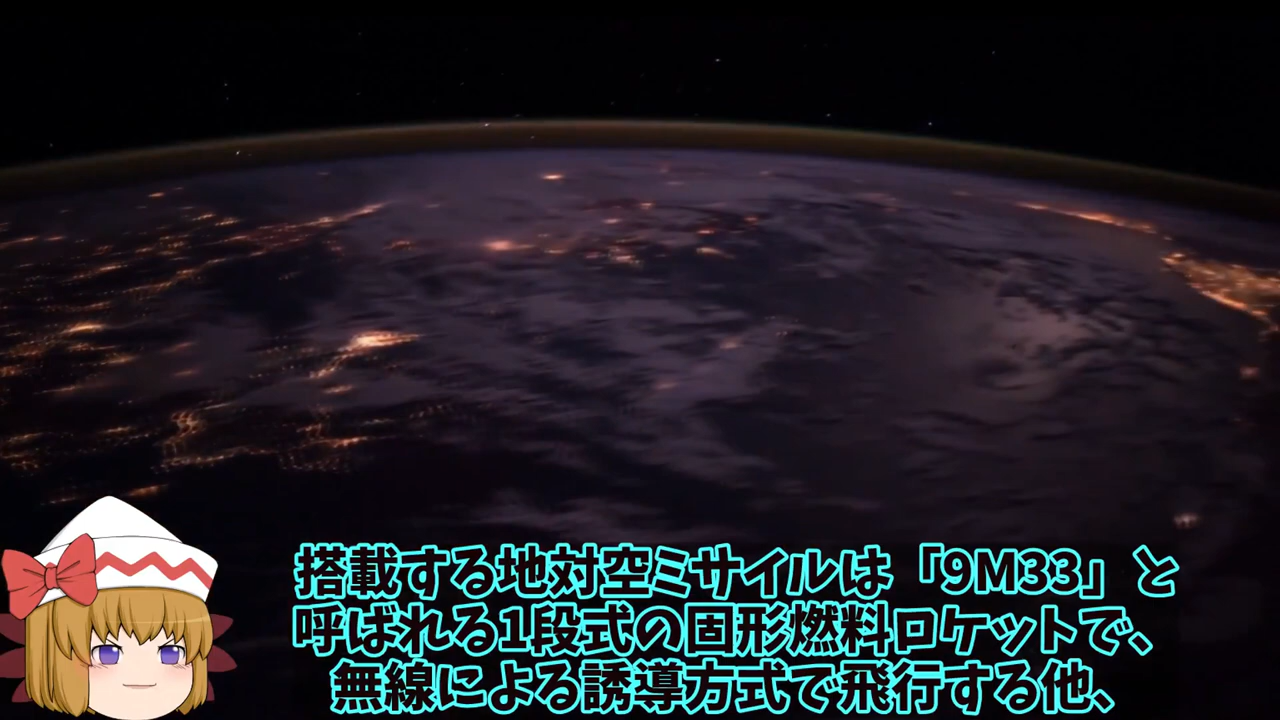 搭載する地対空ミサイルは「9M33」と
呼ばれる1段式の固形燃料ロケットで、
無線による誘導方式で飛行する他、